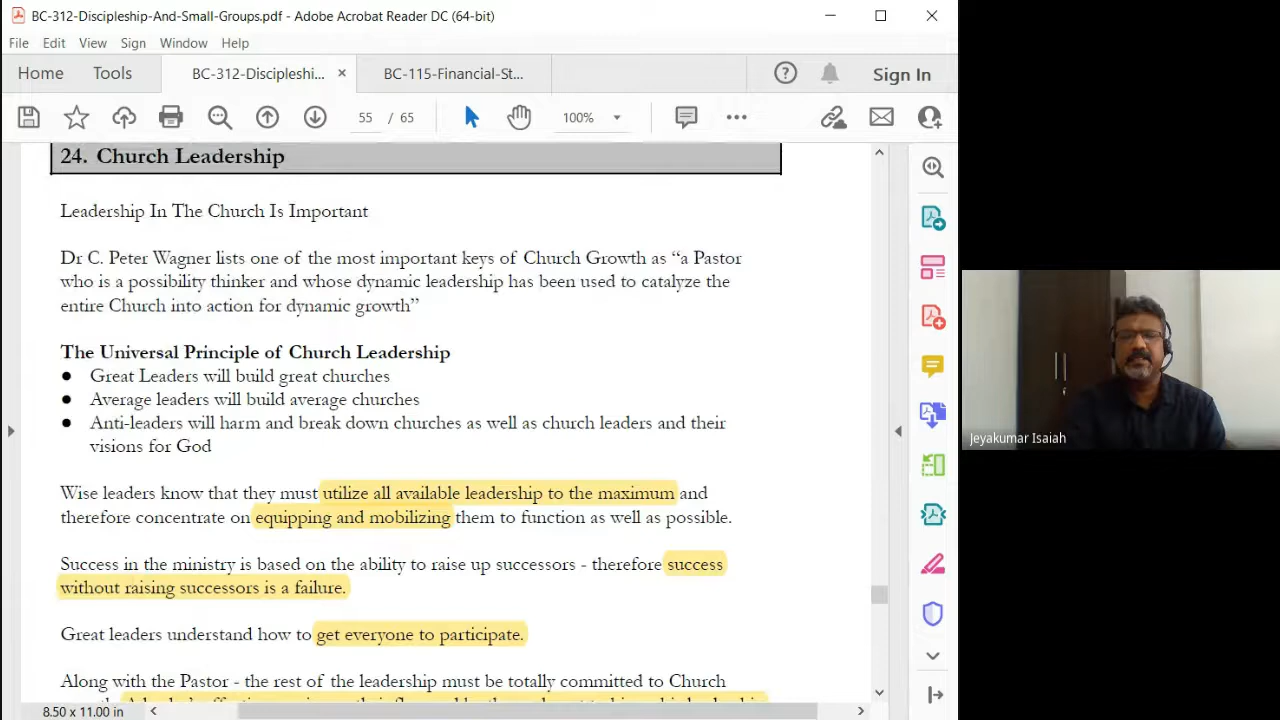 BC-312-Discipleship-And-Small-Groups.pdf - Adobe Acrobat Reader DC (64-bit)
File Edit View Sign Window Help
Home Tools BC-312-Discipleshi... × BC-115-Financial-St... Sign In
55 / 65 100%
24. Church Leadership
Leadership In The Church Is Important
Dr C. Peter Wagner lists one of the most important keys of Church Growth as “a Pastor
who is a possibility thinker and whose dynamic leadership has been used to catalyze the
entire Church into action for dynamic growth”
The Universal Principle of Church Leadership
● Great Leaders will build great churches
● Average leaders will build average churches
● Anti-leaders will harm and break down churches as well as church leaders and their
visions for God
Wise leaders know that they must utilize all available leadership to the maximum and
therefore concentrate on equipping and mobilizing them to function as well as possible.
Success in the ministry is based on the ability to raise up successors - therefore success
without raising successors is a failure.
Great leaders understand how to get everyone to participate.
Along with the Pastor - the rest of the leadership must be totally committed to Church
8.50 x 11.00 in
Jeyakumar Isaiah